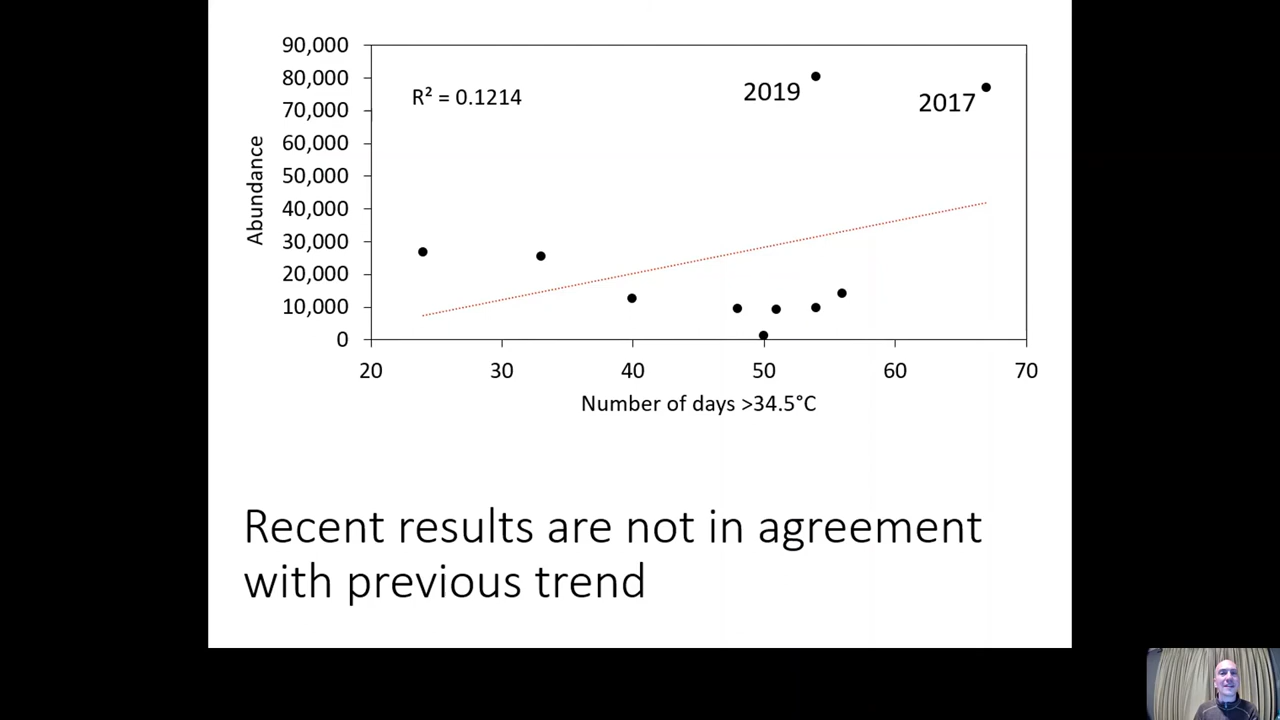 90,000
80,000
70,000
60,000
50,000
40,000
30,000
20,000
10,000
0
Abundance
R² = 0.1214
2019
2017
20 30 40 50 60 70
Number of days >34.5°C
Recent results are not in agreement
with previous trend